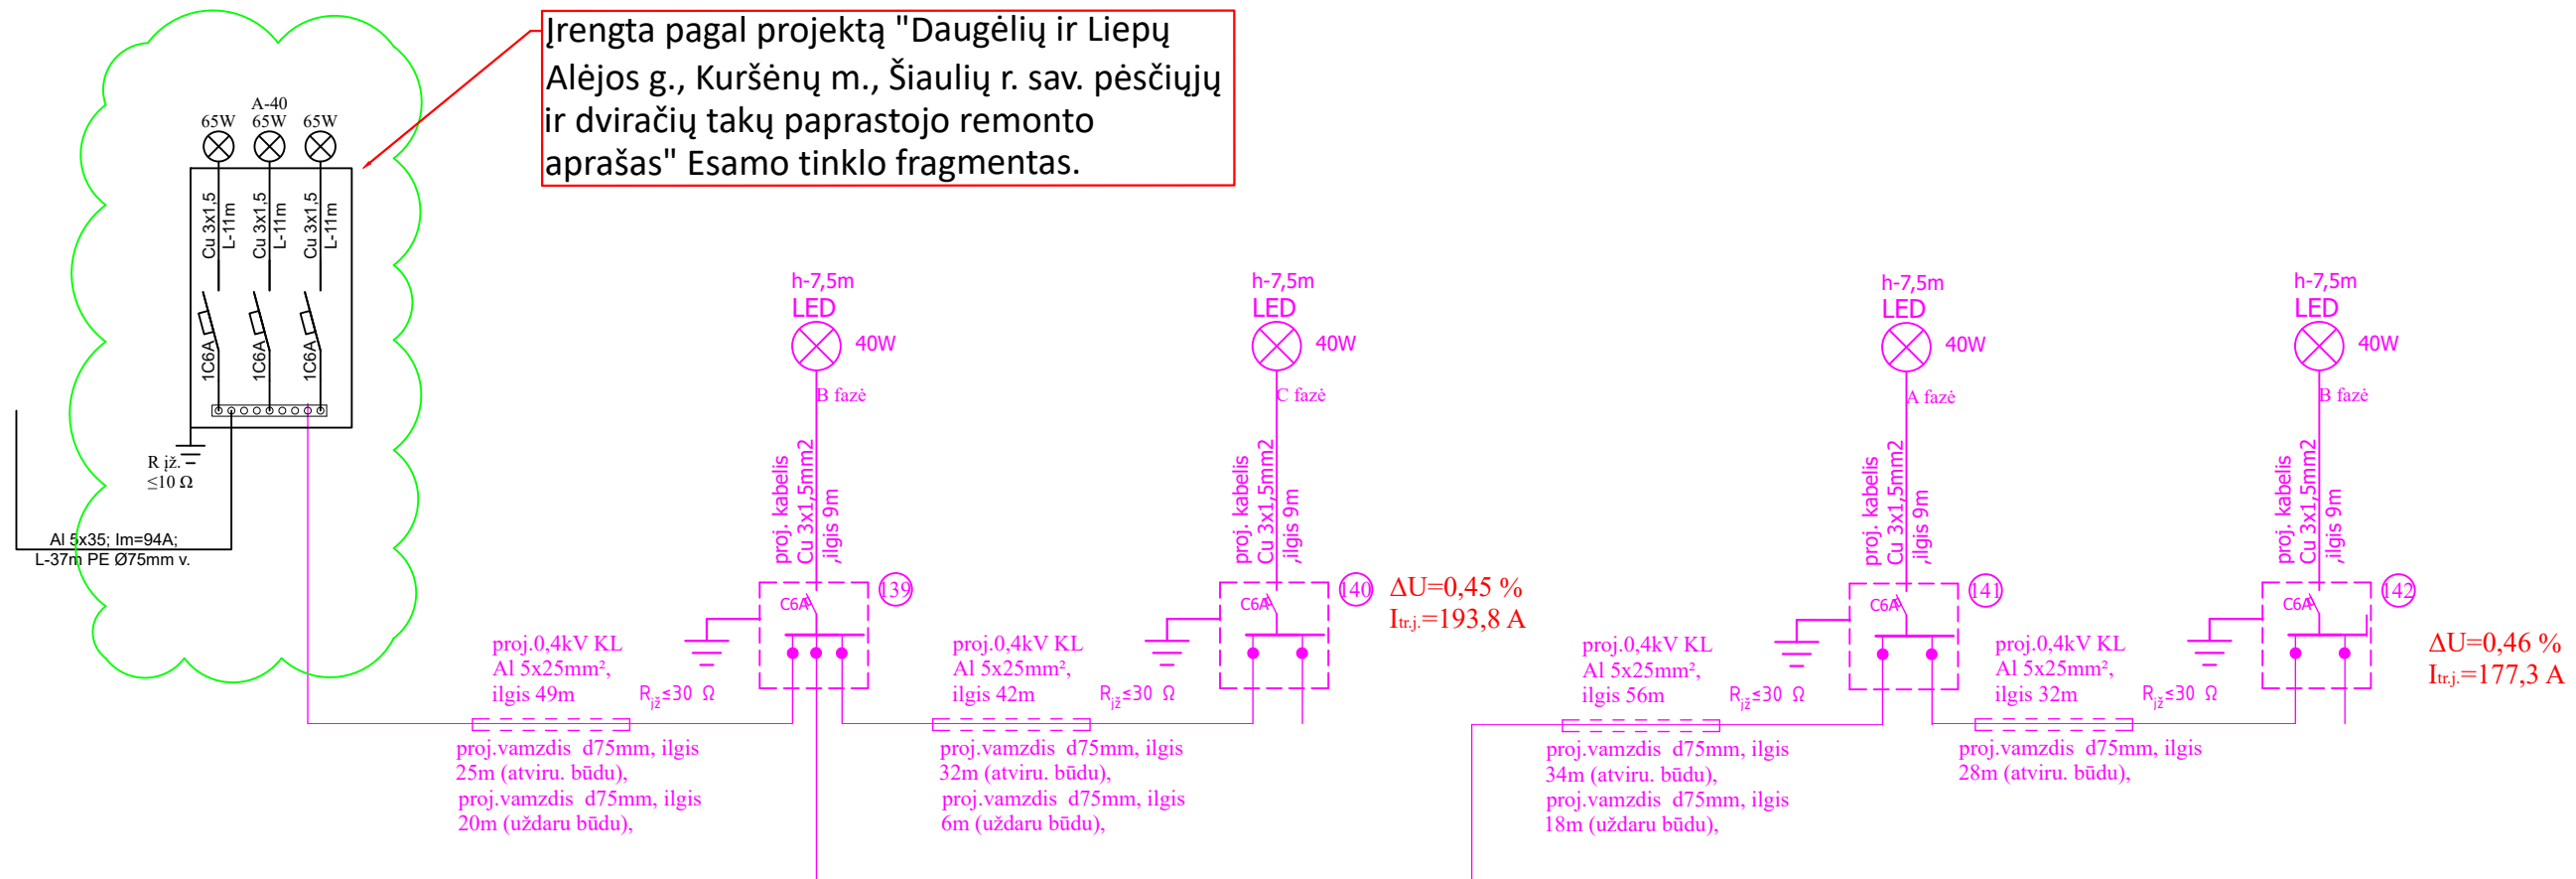 Įrengta pagal projektą "Daugėlių ir Liepų
Alėjos g., Kuršėnų m., Šiaulių r. sav. pėsčiųjų
ir dviračių takų paprastojo remonto
aprašas" Esamo tinklo fragmentas.
A-40
65W 65W 65W
Cu 3x1,5
L-11m
Cu 3x1,5
L-11m
Cu 3x1,5
L-11m
1C6A
1C6A
1C6A
R įž.
≤10 Ω
Al 5x35; Im=94A;
L-37m PE Ø75mm v.
h-7,5m
LED
40W
B fazė
proj. kabelis
Cu 3x1,5mm2
,ilgis 9m
C6A
139
proj.0,4kV KL
Al 5x25mm²,
ilgis 49m
Rįž≤30 Ω
proj.vamzdis d75mm, ilgis
25m (atviru. būdu),
proj.vamzdis d75mm, ilgis
20m (uždaru būdu),
h-7,5m
LED
40W
C fazė
proj. kabelis
Cu 3x1,5mm2
,ilgis 9m
C6A
140
ΔU=0,45 %
Itr.j.=193,8 A
proj.0,4kV KL
Al 5x25mm²,
ilgis 42m
Rįž≤30 Ω
proj.vamzdis d75mm, ilgis
32m (atviru. būdu),
proj.vamzdis d75mm, ilgis
6m (uždaru būdu),
h-7,5m
LED
40W
A fazė
proj. kabelis
Cu 3x1,5mm2
,ilgis 9m
C6A
141
proj.0,4kV KL
Al 5x25mm²,
ilgis 56m
Rįž≤30 Ω
proj.vamzdis d75mm, ilgis
34m (atviru. būdu),
proj.vamzdis d75mm, ilgis
18m (uždaru būdu),
h-7,5m
LED
40W
B fazė
proj. kabelis
Cu 3x1,5mm2
,ilgis 9m
C6A
142
ΔU=0,46 %
Itr.j.=177,3 A
proj.0,4kV KL
Al 5x25mm²,
ilgis 32m
Rįž≤30 Ω
proj.vamzdis d75mm, ilgis
28m (atviru. būdu),